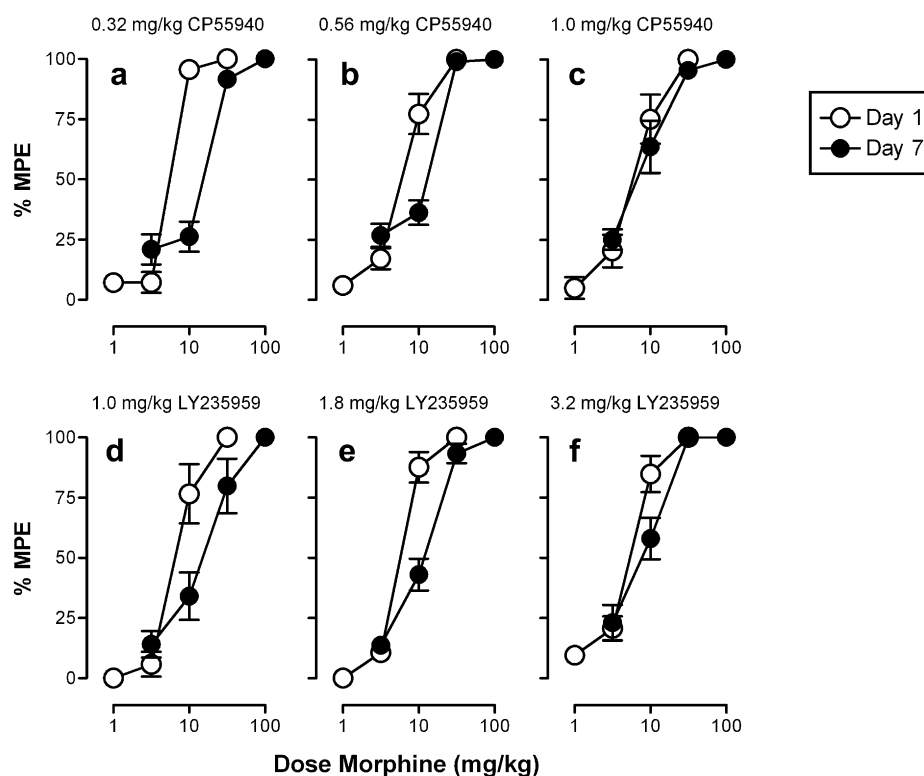 0.32 mg/kg CP55940 0.56 mg/kg CP55940 1.0 mg/kg CP55940
a b c
100
75
50
25
0
% MPE
1 10 100 1 10 100 1 10 100
Day 1
Day 7
1.0 mg/kg LY235959 1.8 mg/kg LY235959 3.2 mg/kg LY235959
d e f
100
75
50
25
0
% MPE
1 10 100 1 10 100 1 10 100
Dose Morphine (mg/kg)